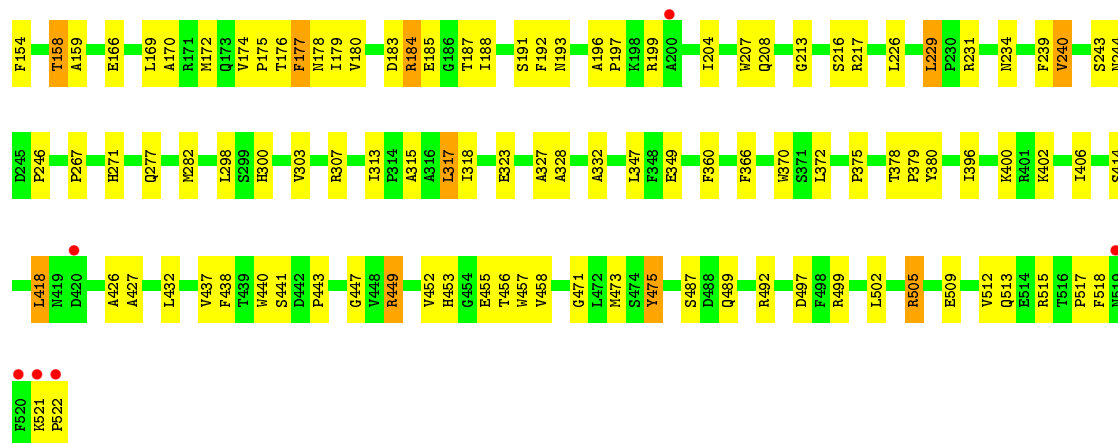 F154 T158 A159 E166 L169 A170 R171 M172 Q173 V174 P175 T176 F177 N178 I179 V180 D183 R184 E185 G186 T187 I188 S191 F192 N193 A196 P197 K198 R199 A200 I204 W207 Q208 G213 S216 R217 L226 L229 P230 R231 N234 F239 V240 S243 N244
D245 P246 P267 H271 Q277 M282 L298 S299 H300 V303 R307 I313 P314 A315 A316 L317 I318 E323 A327 A328 A332 L347 F348 E349 F360 F366 W370 S371 L372 P375 T378 P379 Y380 I396 K400 R401 K402 I406 S414
L418 N419 D420 A426 A427 L432 V437 F438 T439 W440 S441 D442 P443 G447 V448 R449 V452 H453 G454 E455 T456 W457 V458 G471 L472 M473 S474 Y475 S487 D488 Q489 R492 D497 F498 R499 L502 R505 E509 V512 Q513 E514 R515 T516 P517 F518 N519
F520 K521 P522